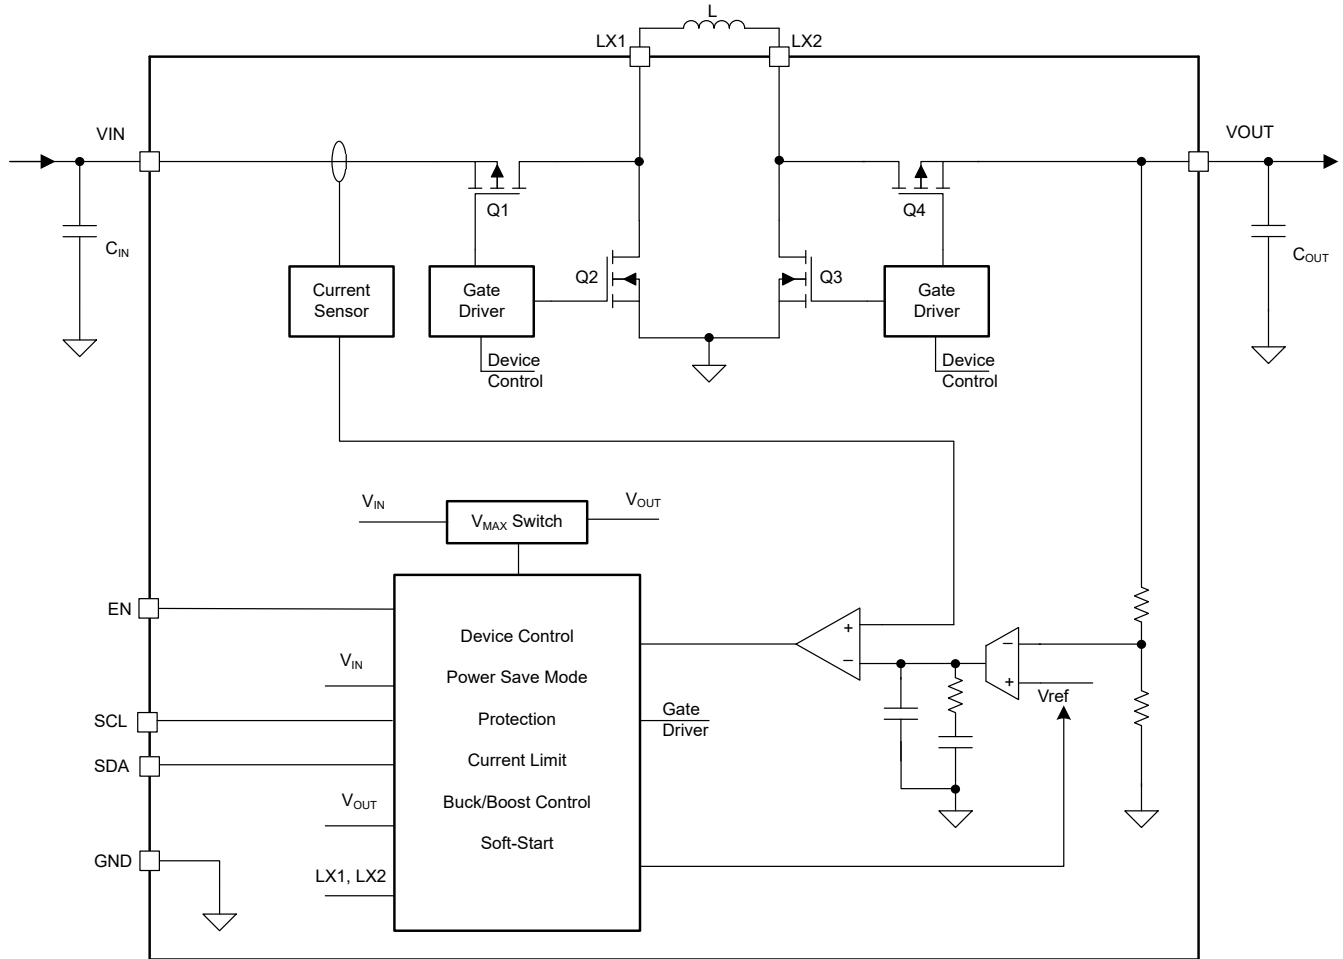 L
LX1
LX2
VIN
VOUT
Q1
Q4
CIN
COUT
Q2
Q3
Current
Sensor
Gate
Driver
Gate
Driver
Device
Control
Device
Control
VIN
VMAX Switch
VOUT
EN
Device Control
+
VIN
Power Save Mode
−
−
+
Vref
SCL
Protection
Gate
Driver
SDA
Current Limit
VOUT
Buck/Boost Control
Soft-Start
GND
LX1, LX2